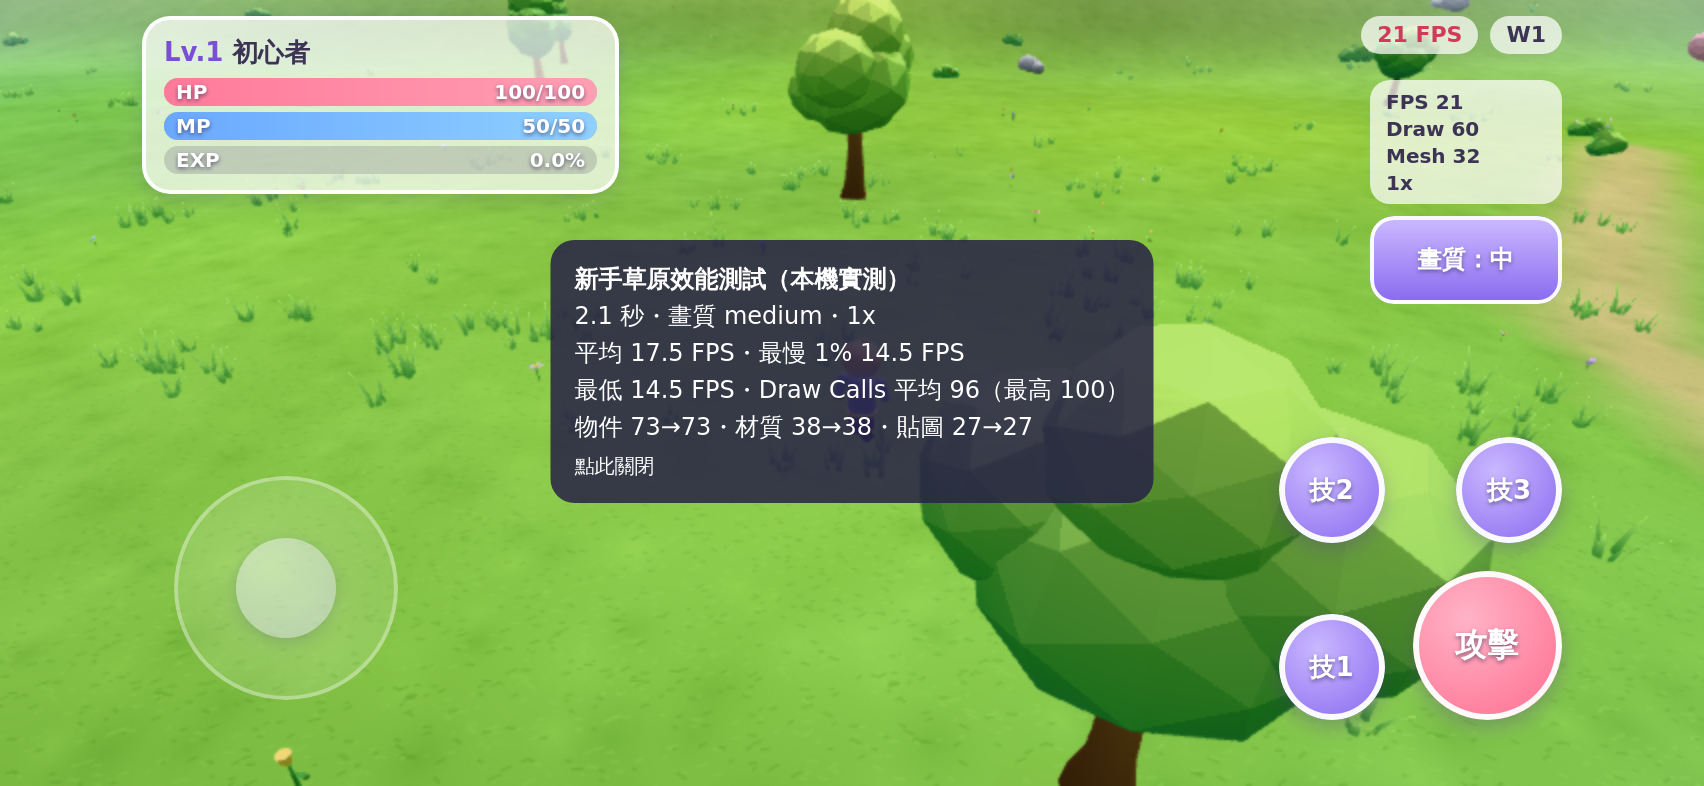 Lv.1 初心者
HP 100/100
MP 50/50
EXP 0.0%
21 FPS
W1
FPS 21
Draw 60
Mesh 32
1x
畫質：中
新手草原效能測試（本機實測）
2.1 秒・畫質 medium・1x
平均 17.5 FPS・最慢 1% 14.5 FPS
最低 14.5 FPS・Draw Calls 平均 96（最高 100）
物件 73→73・材質 38→38・貼圖 27→27
點此關閉
技2
技3
技1
攻擊